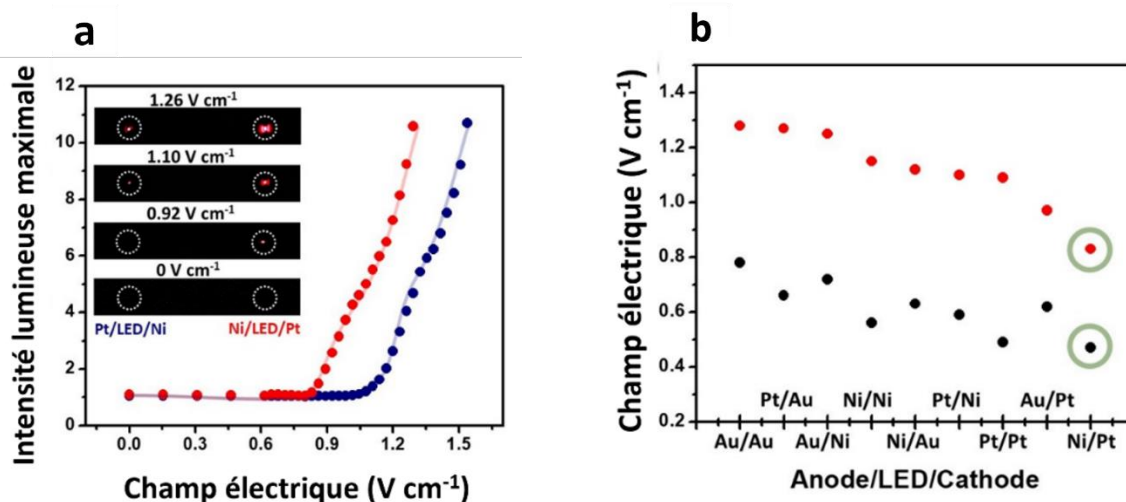 a
Intensité lumineuse maximale
12
10
8
6
4
2
0
1.26 V cm⁻¹
1.10 V cm⁻¹
0.92 V cm⁻¹
0 V cm⁻¹
Pt/LED/Ni Ni/LED/Pt
0.0 0.3 0.6 0.9 1.2 1.5
Champ électrique (V cm⁻¹)
b
Champ électrique (V cm⁻¹)
1.4
1.2
1.0
0.8
0.6
0.4
0.2
Pt/Au Ni/Ni Pt/Ni Au/Pt
Au/Au Au/Ni Ni/Au Pt/Pt Ni/Pt
Anode/LED/Cathode